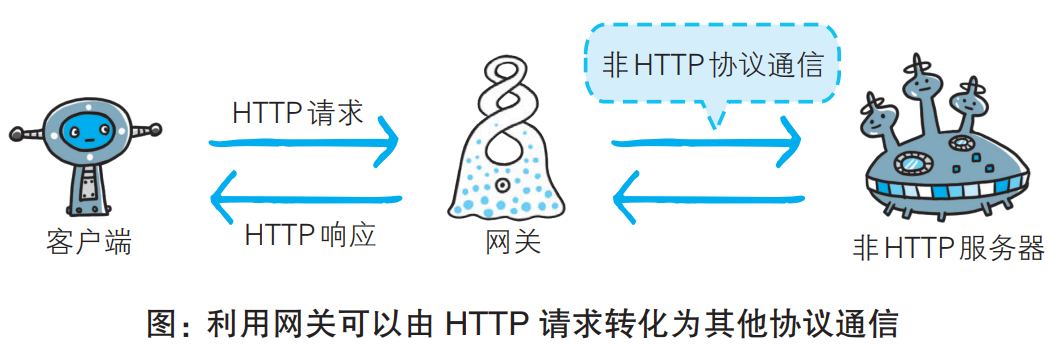 非HTTP协议通信
HTTP请求
HTTP响应
客户端
网关
非HTTP服务器
图：利用网关可以由 HTTP 请求转化为其他协议通信